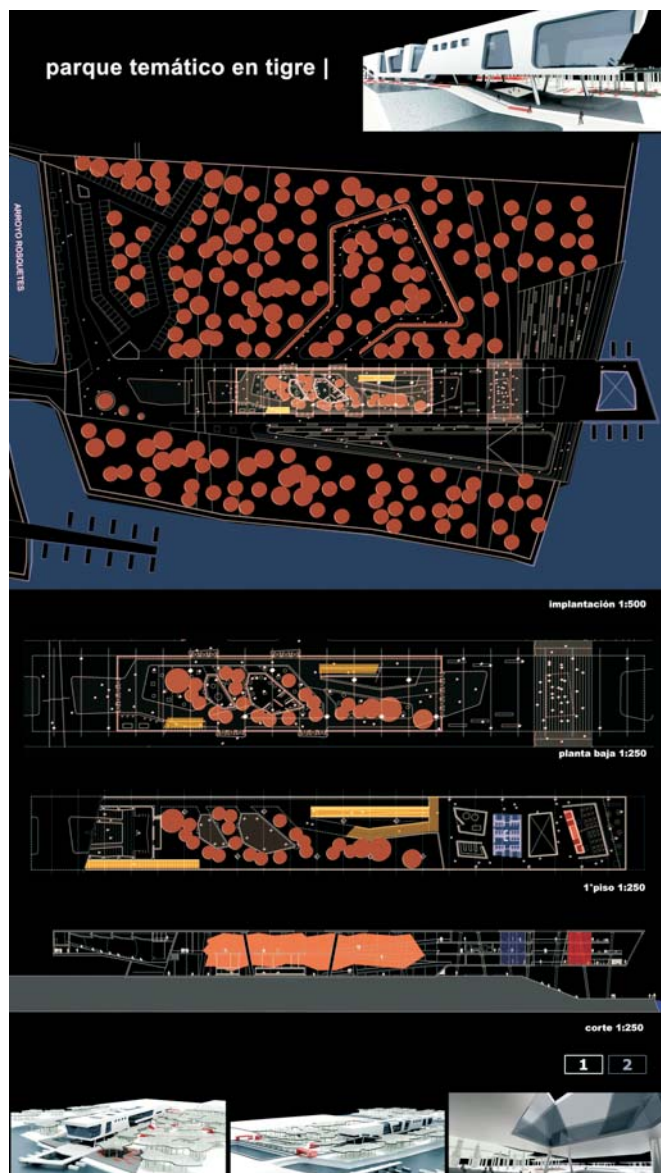 parque temático en tigre |
ARROYO ROSQUETES
implantación 1:500
planta baja 1:250
1°piso 1:250
corte 1:250
1 2